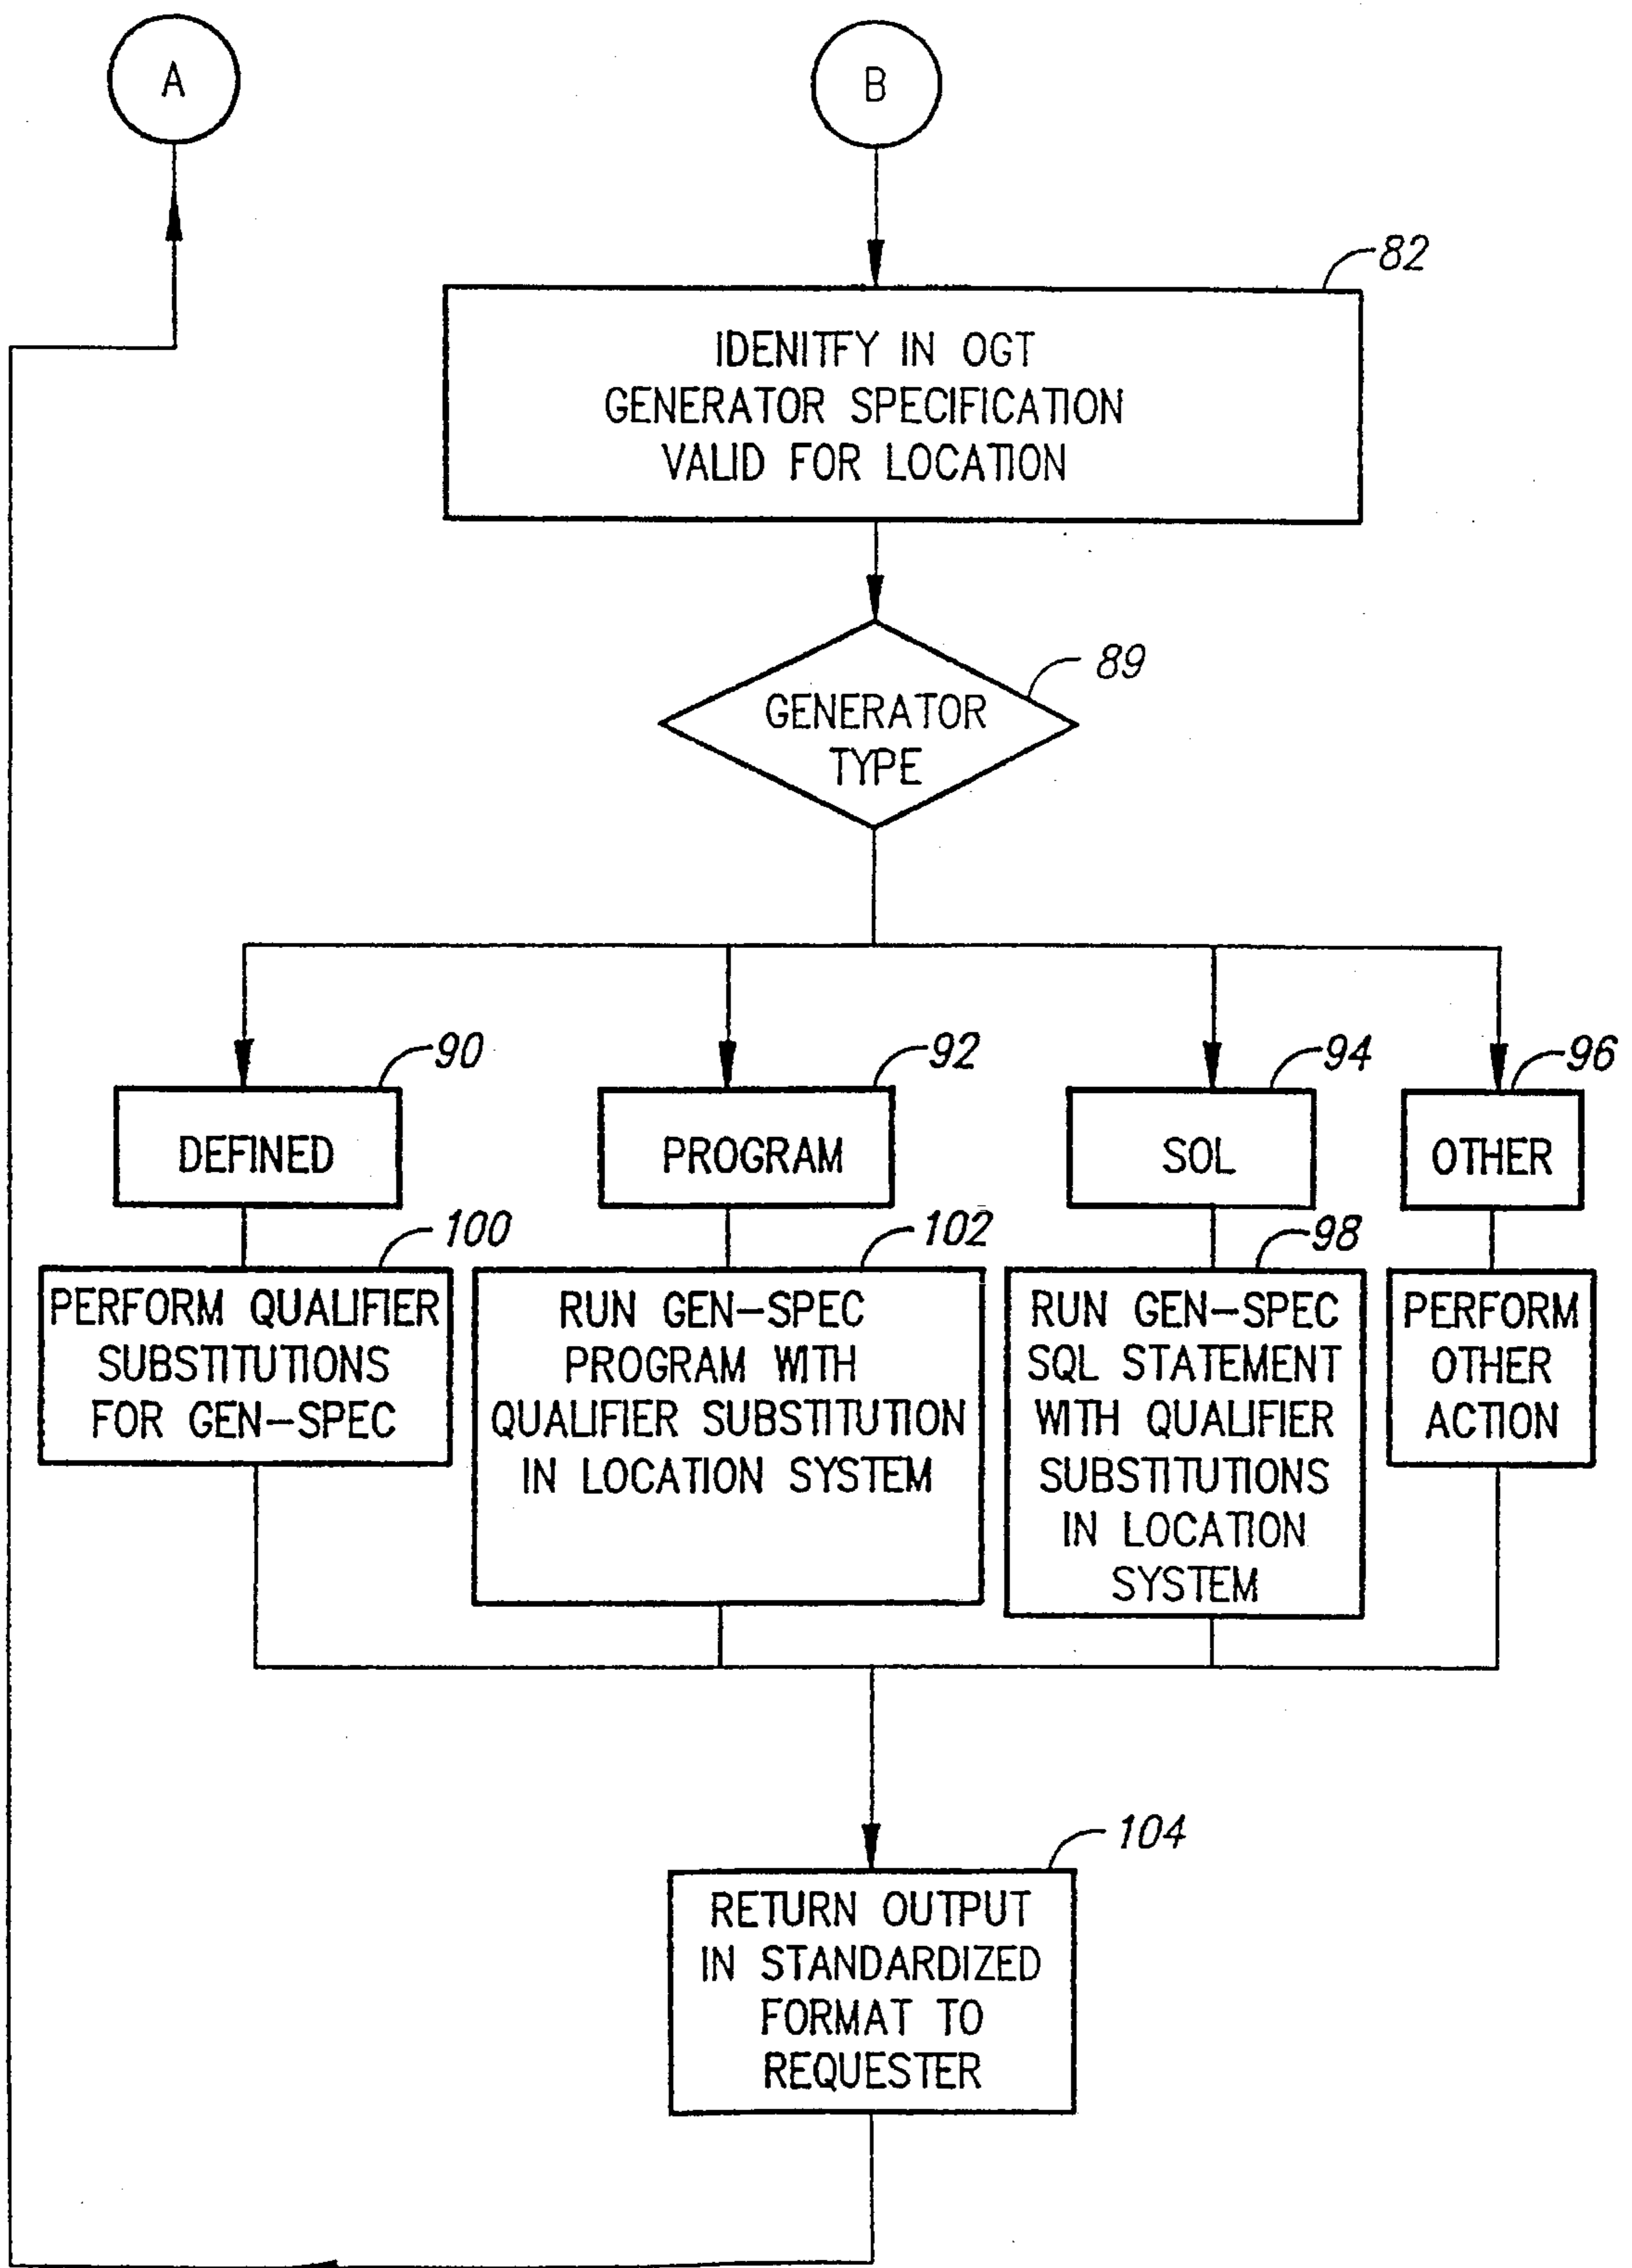 A
B
82
IDENITFY IN OGT
GENERATOR SPECIFICATION
VALID FOR LOCATION
89
GENERATOR
TYPE
90
92
94
96
DEFINED
PROGRAM
SOL
OTHER
100
102
98
PERFORM QUALIFIER
SUBSTITUTIONS
FOR GEN-SPEC
RUN GEN-SPEC
PROGRAM WITH
QUALIFIER SUBSTITUTION
IN LOCATION SYSTEM
RUN GEN-SPEC
SQL STATEMENT
WITH QUALIFIER
SUBSTITUTIONS
IN LOCATION
SYSTEM
PERFORM
OTHER
ACTION
104
RETURN OUTPUT
IN STANDARDIZED
FORMAT TO
REQUESTER